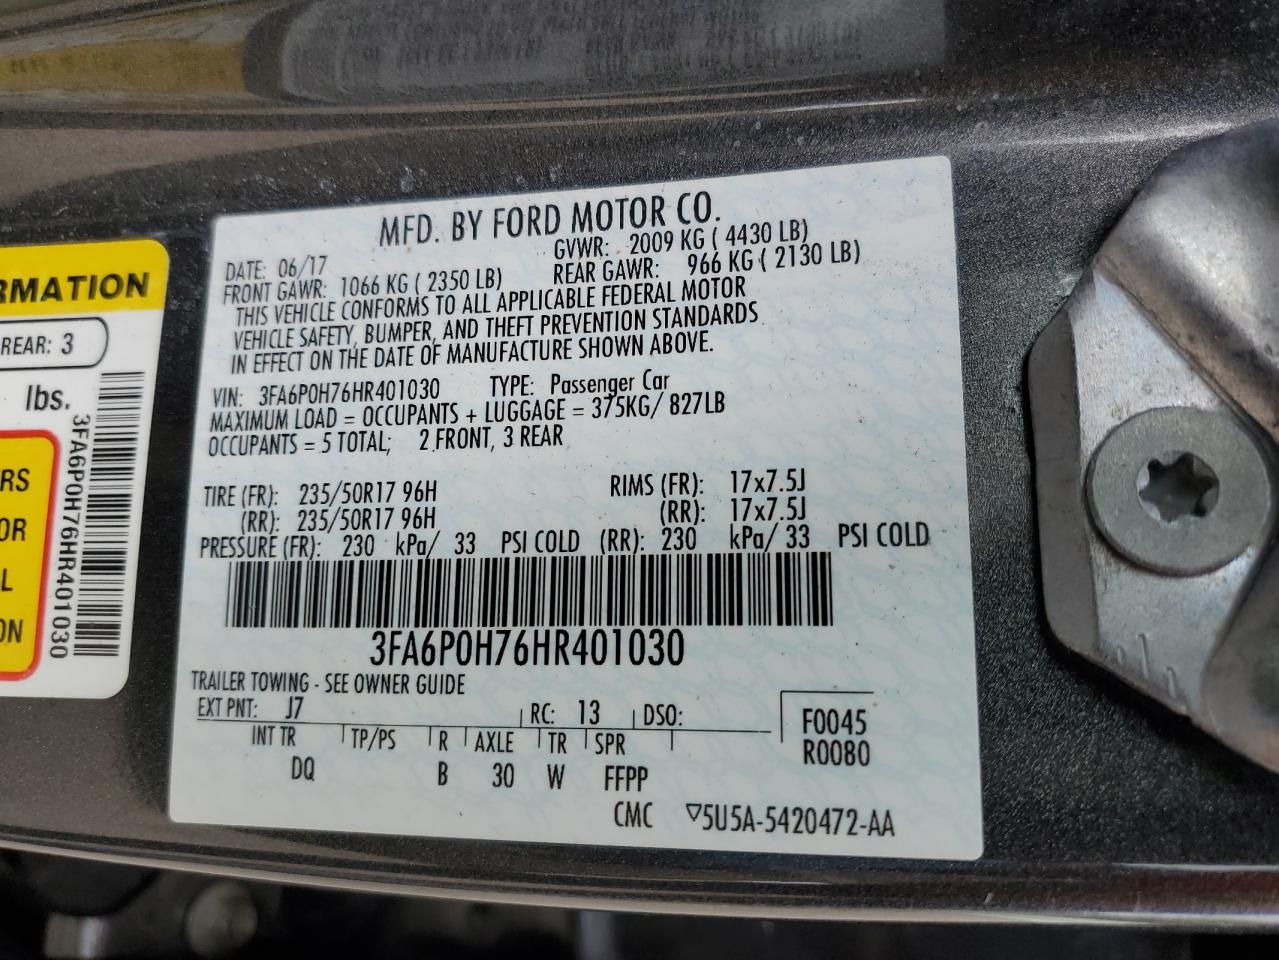 MFD. BY FORD MOTOR CO.
DATE: 06/17 GVWR: 2009 KG ( 4430 LB)
FRONT GAWR: 1066 KG ( 2350 LB) REAR GAWR: 966 KG ( 2130 LB)
THIS VEHICLE CONFORMS TO ALL APPLICABLE FEDERAL MOTOR
VEHICLE SAFETY, BUMPER, AND THEFT PREVENTION STANDARDS
IN EFFECT ON THE DATE OF MANUFACTURE SHOWN ABOVE.
VIN: 3FA6P0H76HR401030 TYPE: Passenger Car
MAXIMUM LOAD = OCCUPANTS + LUGGAGE = 375KG/ 827LB
OCCUPANTS = 5 TOTAL; 2 FRONT, 3 REAR
TIRE (FR): 235/50R17 96H RIMS (FR): 17x7.5J
(RR): 235/50R17 96H (RR): 17x7.5J
PRESSURE (FR): 230 kPa/ 33 PSI COLD (RR): 230 kPa/ 33 PSI COLD
3FA6P0H76HR401030
TRAILER TOWING - SEE OWNER GUIDE
EXT PNT: J7 RC: 13 DSO: F0045
INT TR TP/PS R AXLE TR SPR R0080
DQ B 30 W FFPP
CMC ▽5U5A-5420472-AA
RMATION
REAR: 3
lbs.
3FA6P0H76HR401030
RS
OR
L
ON